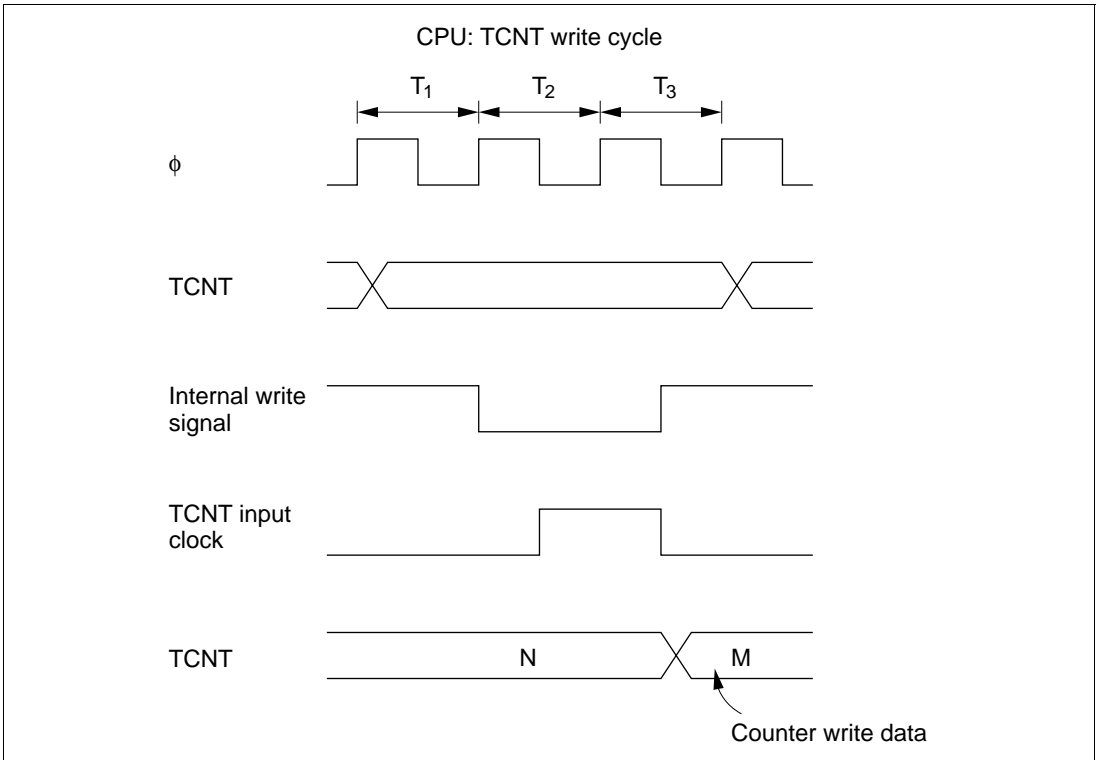 CPU: TCNT write cycle
T1 T2 T3
ϕ
TCNT
Internal write
signal
TCNT input
clock
TCNT
N M
Counter write data